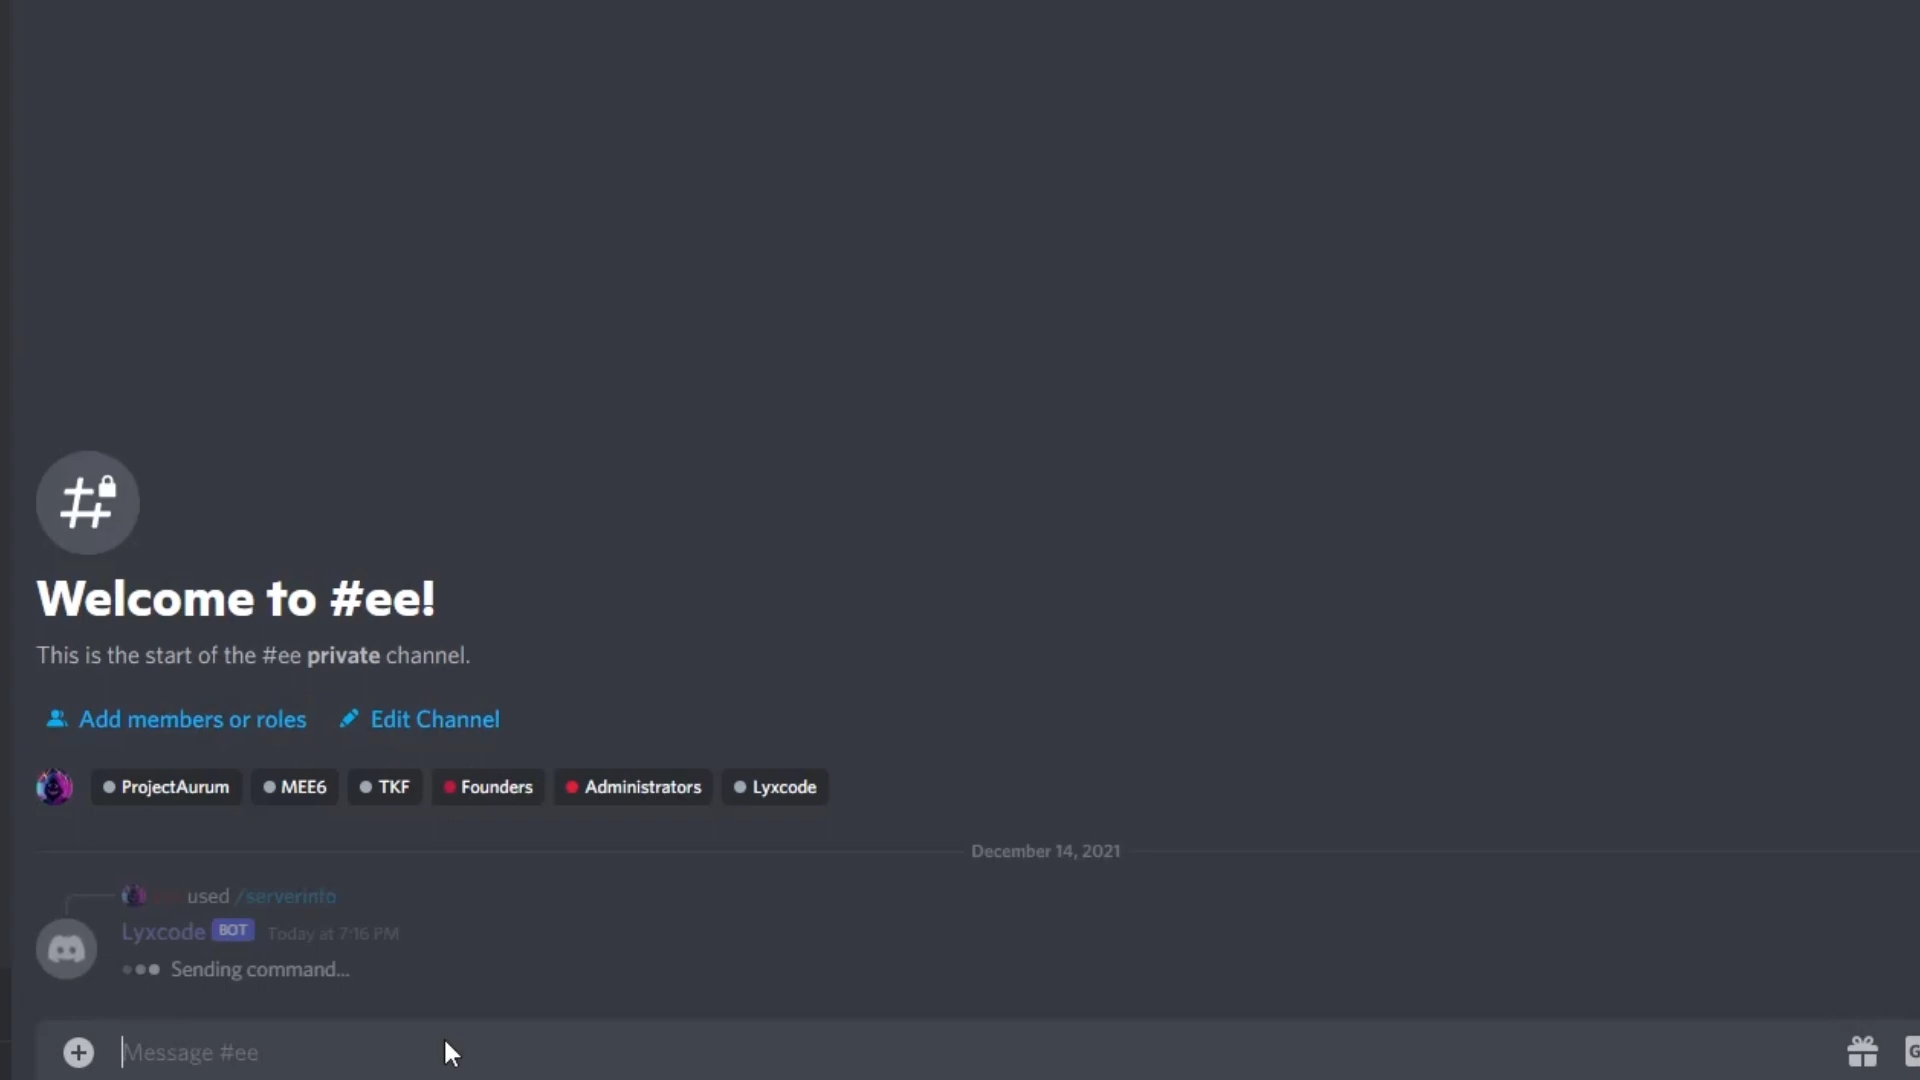 Welcome to #ee!
This is the start of the #ee private channel.
Add members or roles Edit Channel
ProjectAurum MEE6 TKF Founders Administrators Lyxcode
December 14, 2021
used /serverinfo
Lyxcode BOT Today at 7:16 PM
Sending command...
Message #ee